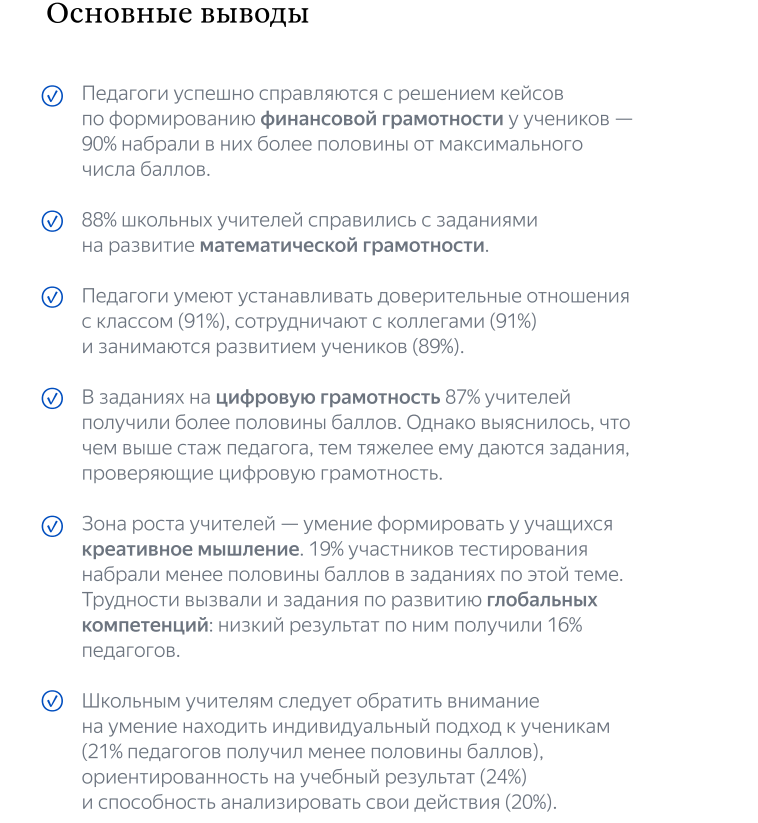 Основные выводы
Педагоги успешно справляются с решением кейсов
по формированию финансовой грамотности у учеников —
90% набрали в них более половины от максимального
числа баллов.
88% школьных учителей справились с заданиями
на развитие математической грамотности.
Педагоги умеют устанавливать доверительные отношения
с классом (91%), сотрудничают с коллегами (91%)
и занимаются развитием учеников (89%).
В заданиях на цифровую грамотность 87% учителей
получили более половины баллов. Однако выяснилось, что
чем выше стаж педагога, тем тяжелее ему даются задания,
проверяющие цифровую грамотность.
Зона роста учителей — умение формировать у учащихся
креативное мышление. 19% участников тестирования
набрали менее половины баллов в заданиях по этой теме.
Трудности вызвали и задания по развитию глобальных
компетенций: низкий результат по ним получили 16%
педагогов.
Школьным учителям следует обратить внимание
на умение находить индивидуальный подход к ученикам
(21% педагогов получил менее половины баллов),
ориентированность на учебный результат (24%)
и способность анализировать свои действия (20%).